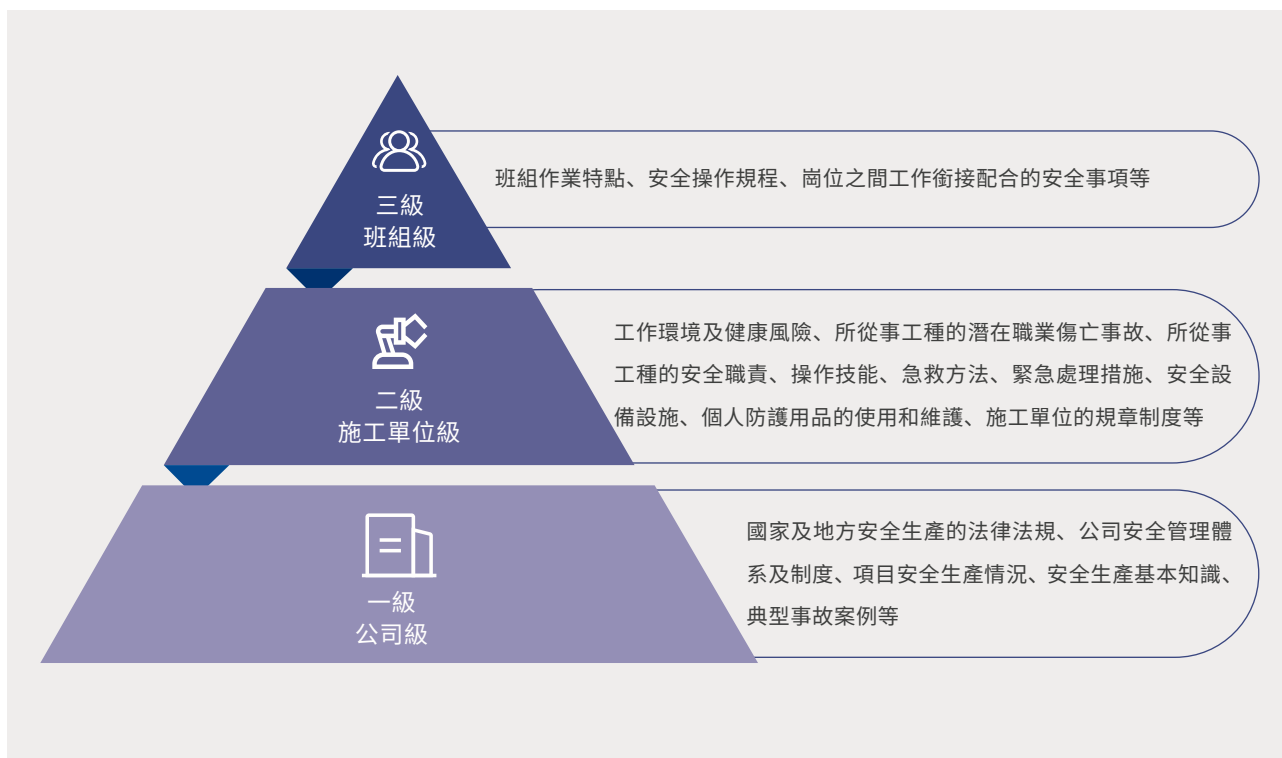 三級
班組級
班組作業特點、安全操作規程、崗位之間工作銜接配合的安全事項等
二級
施工單位級
工作環境及健康風險、所從事工種的潛在職業傷亡事故、所從事
工種的安全職責、操作技能、急救方法、緊急處理措施、安全設
備設施、個人防護用品的使用和維護、施工單位的規章制度等
一級
公司級
國家及地方安全生產的法律法規、公司安全管理體
系及制度、項目安全生產情況、安全生產基本知識、
典型事故案例等